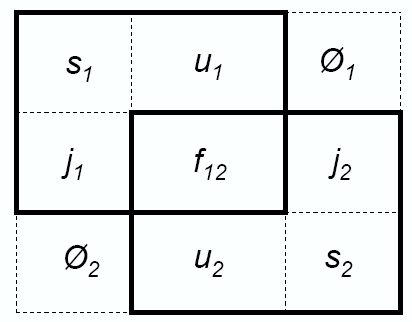 s₁ u₁ Ø₁
j₁ f₁₂ j₂
Ø₂ u₂ s₂